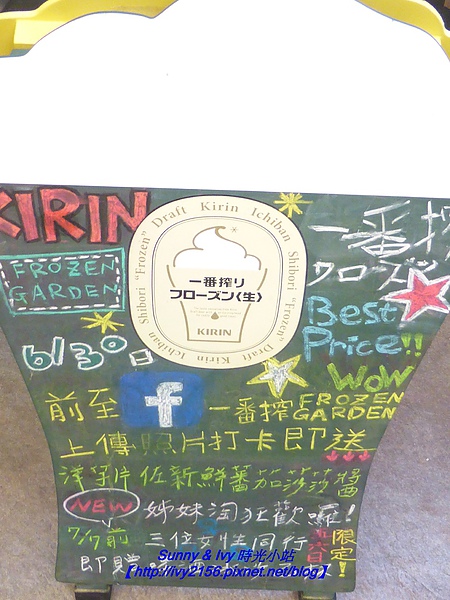 KIRIN
Kirin Ichiban Shibori "Frozen" Draft Kirin Ichiban Shibori "Frozen" Draft
一番搾り
フローズン《生》
KIRIN
一番搾
フローズ
FROZEN
GARDEN
Best
Price!!
6/30
WOW
前至 f 一番搾 FROZEN GARDEN
上傳照片打卡即送
洋芋片佐新鮮蕃茄莎莎醬
NEW 姊妹淘狂歡囉!
7/7前 三位女性同行
限定!
即贈
Sunny & Ivy 時光小站
【http://ivy2156.pixnet.net/blog】